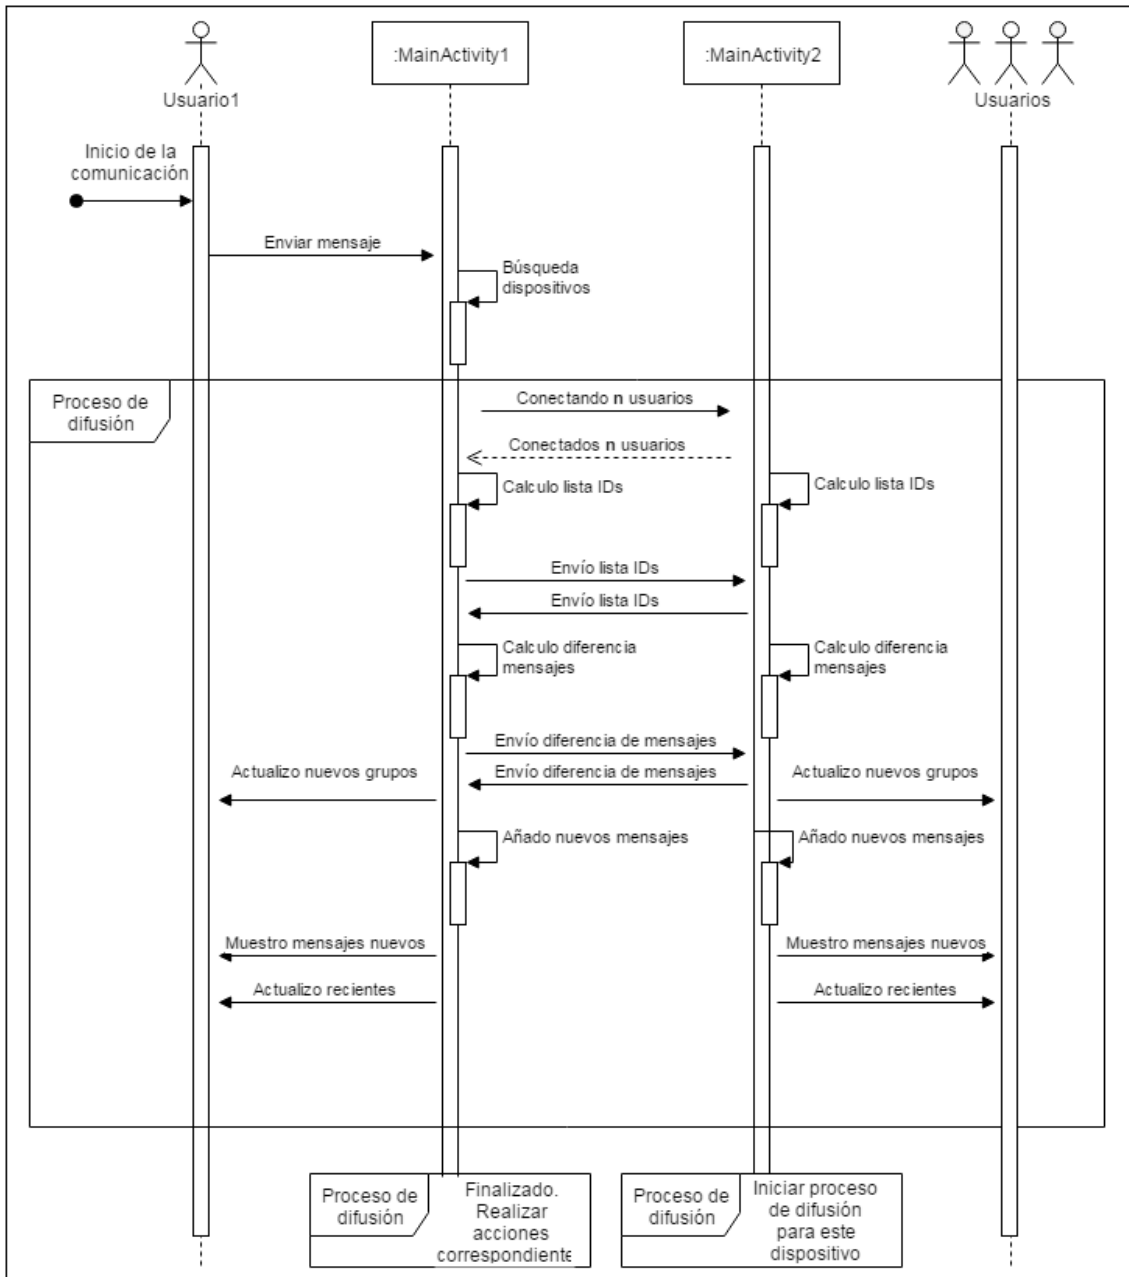 :MainActivity1
:MainActivity2
Usuario1
Usuarios
Inicio de la
comunicación
Enviar mensaje
Búsqueda
dispositivos
Proceso de
difusión
Conectando n usuarios
Conectados n usuarios
Calculo lista IDs
Calculo lista IDs
Envío lista IDs
Envío lista IDs
Calculo diferencia
mensajes
Calculo diferencia
mensajes
Envío diferencia de mensajes
Envío diferencia de mensajes
Actualizo nuevos grupos
Actualizo nuevos grupos
Añado nuevos mensajes
Añado nuevos mensajes
Muestro mensajes nuevos
Muestro mensajes nuevos
Actualizo recientes
Actualizo recientes
Proceso de
difusión
Finalizado.
Realizar
acciones
correspondiente
Proceso de
difusión
Iniciar proceso
de difusión
para este
dispositivo